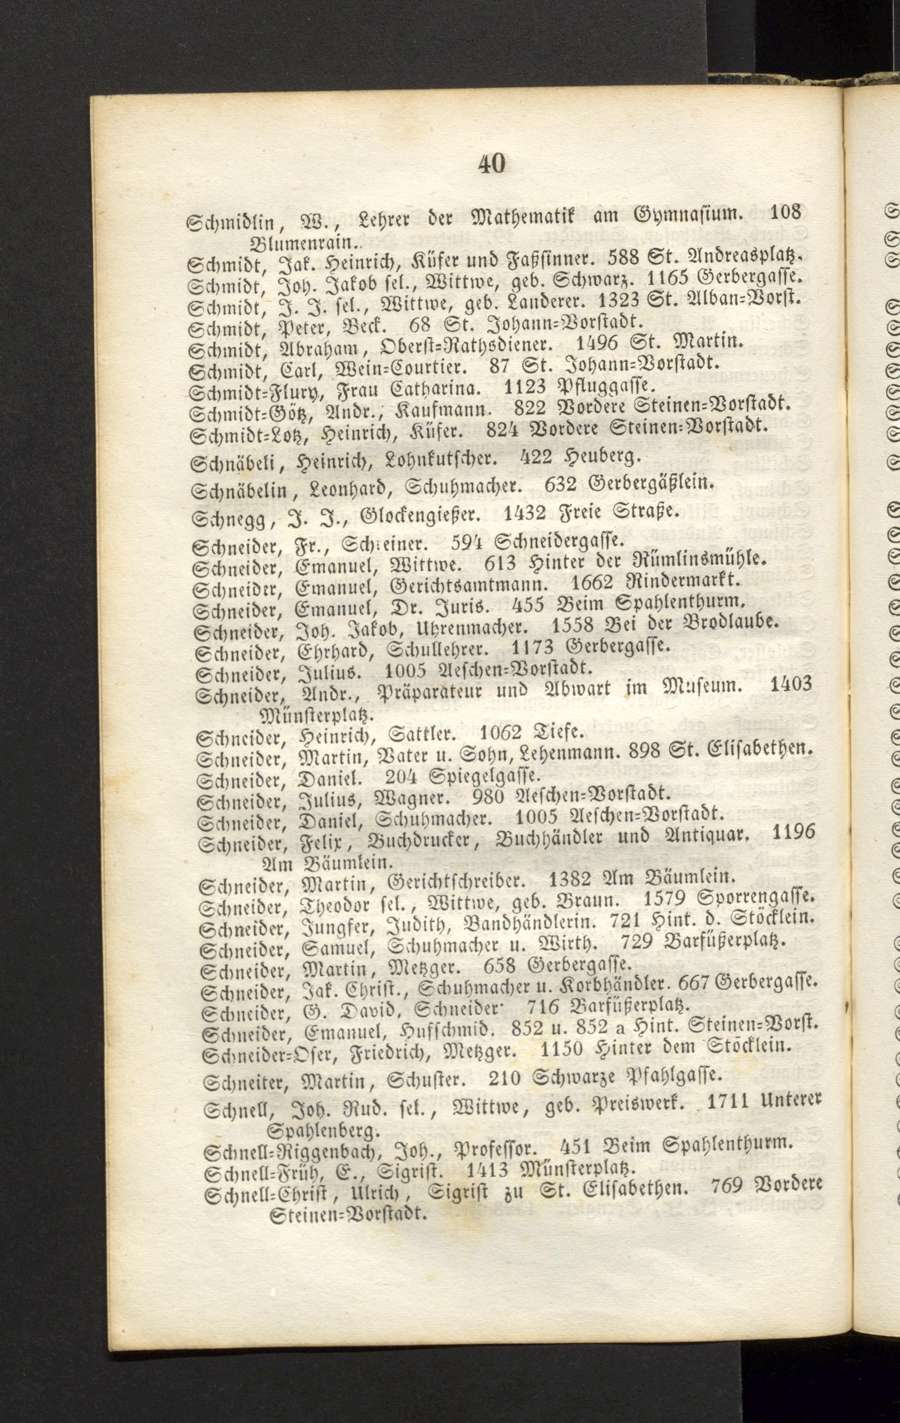 40
Schmidlin, W., Lehrer der Mathematik am Gymnasium. 108
Blumenrain.
Schmidt, Jak. Heinrich, Küfer und Faßsinner. 588 St. Andreasplatz.
Schmidt, Joh. Jakob sel., Wittwe, geb. Schwarz. 1165 Gerbergasse.
Schmidt, J. J. sel., Wittwe, geb. Landerer. 1323 St. Alban=Vorst.
Schmidt, Peter, Beck. 68 St. Johann=Vorstadt.
Schmidt, Abraham, Oberst=Rathsdiener. 1496 St. Martin.
Schmidt, Carl, Wein=Courtier. 87 St. Johann=Vorstadt.
Schmidt=Flury, Frau Catharina. 1123 Pfluggasse.
Schmidt=Götz, Andr., Kaufmann. 822 Vordere Steinen=Vorstadt.
Schmidt=Lotz, Heinrich, Küfer. 824 Vordere Steinen=Vorstadt.
Schnäbeli, Heinrich, Lohnkutscher. 422 Heuberg.
Schnäbelin, Leonhard, Schuhmacher. 632 Gerbergäßlein.
Schnegg, J. J., Glockengießer. 1432 Freie Straße.
Schneider, Fr., Schreiner. 594 Schneidergasse.
Schneider, Emanuel, Wittwe. 613 Hinter der Rümlinsmühle.
Schneider, Emanuel, Gerichtsamtmann. 1662 Rindermarkt.
Schneider, Emanuel, Dr. Juris. 455 Beim Spahlenthurm.
Schneider, Joh. Jakob, Uhrenmacher. 1558 Bei der Brodlaube.
Schneider, Ehrhard, Schullehrer. 1173 Gerbergasse.
Schneider, Julius. 1005 Aeschen=Vorstadt.
Schneider, Andr., Präparateur und Abwart im Museum. 1403
Münsterplatz.
Schneider, Heinrich, Sattler. 1062 Tiefe.
Schneider, Martin, Vater u. Sohn, Lehenmann. 898 St. Elisabethen.
Schneider, Daniel. 204 Spiegelgasse.
Schneider, Julius, Wagner. 980 Aeschen=Vorstadt.
Schneider, Daniel, Schuhmacher. 1005 Aeschen=Vorstadt.
Schneider, Felix, Buchdrucker, Buchhändler und Antiquar. 1196
Am Bäumlein.
Schneider, Martin, Gerichtschreiber. 1382 Am Bäumlein.
Schneider, Theodor sel., Wittwe, geb. Braun. 1579 Sporrengasse.
Schneider, Jungfer, Judith, Bandhändlerin. 721 Hint. d. Stöcklein.
Schneider, Samuel, Schuhmacher u. Wirth. 729 Barfüßerplatz.
Schneider, Martin, Metzger. 658 Gerbergasse.
Schneider, Jak. Christ., Schuhmacher u. Korbhändler. 667 Gerbergasse.
Schneider, G. David, Schneider 716 Barfüßerplatz.
Schneider, Emanuel, Hufschmid. 852 u. 852 a Hint. Steinen=Vorst.
Schneider=Oser, Friedrich, Metzger. 1150 Hinter dem Stöcklein.
Schneiter, Martin, Schuster. 210 Schwarze Pfahlgasse.
Schnell, Joh. Rud. sel., Wittwe, geb. Preiswerk. 1711 Unterer
Spahlenberg.
Schnell=Riggenbach, Joh., Professor. 451 Beim Spahlenthurm.
Schnell=Früh, E., Sigrist. 1413 Münsterplatz.
Schnell=Christ, Ulrich, Sigrist zu St. Elisabethen. 769 Vordere
Steinen=Vorstadt.